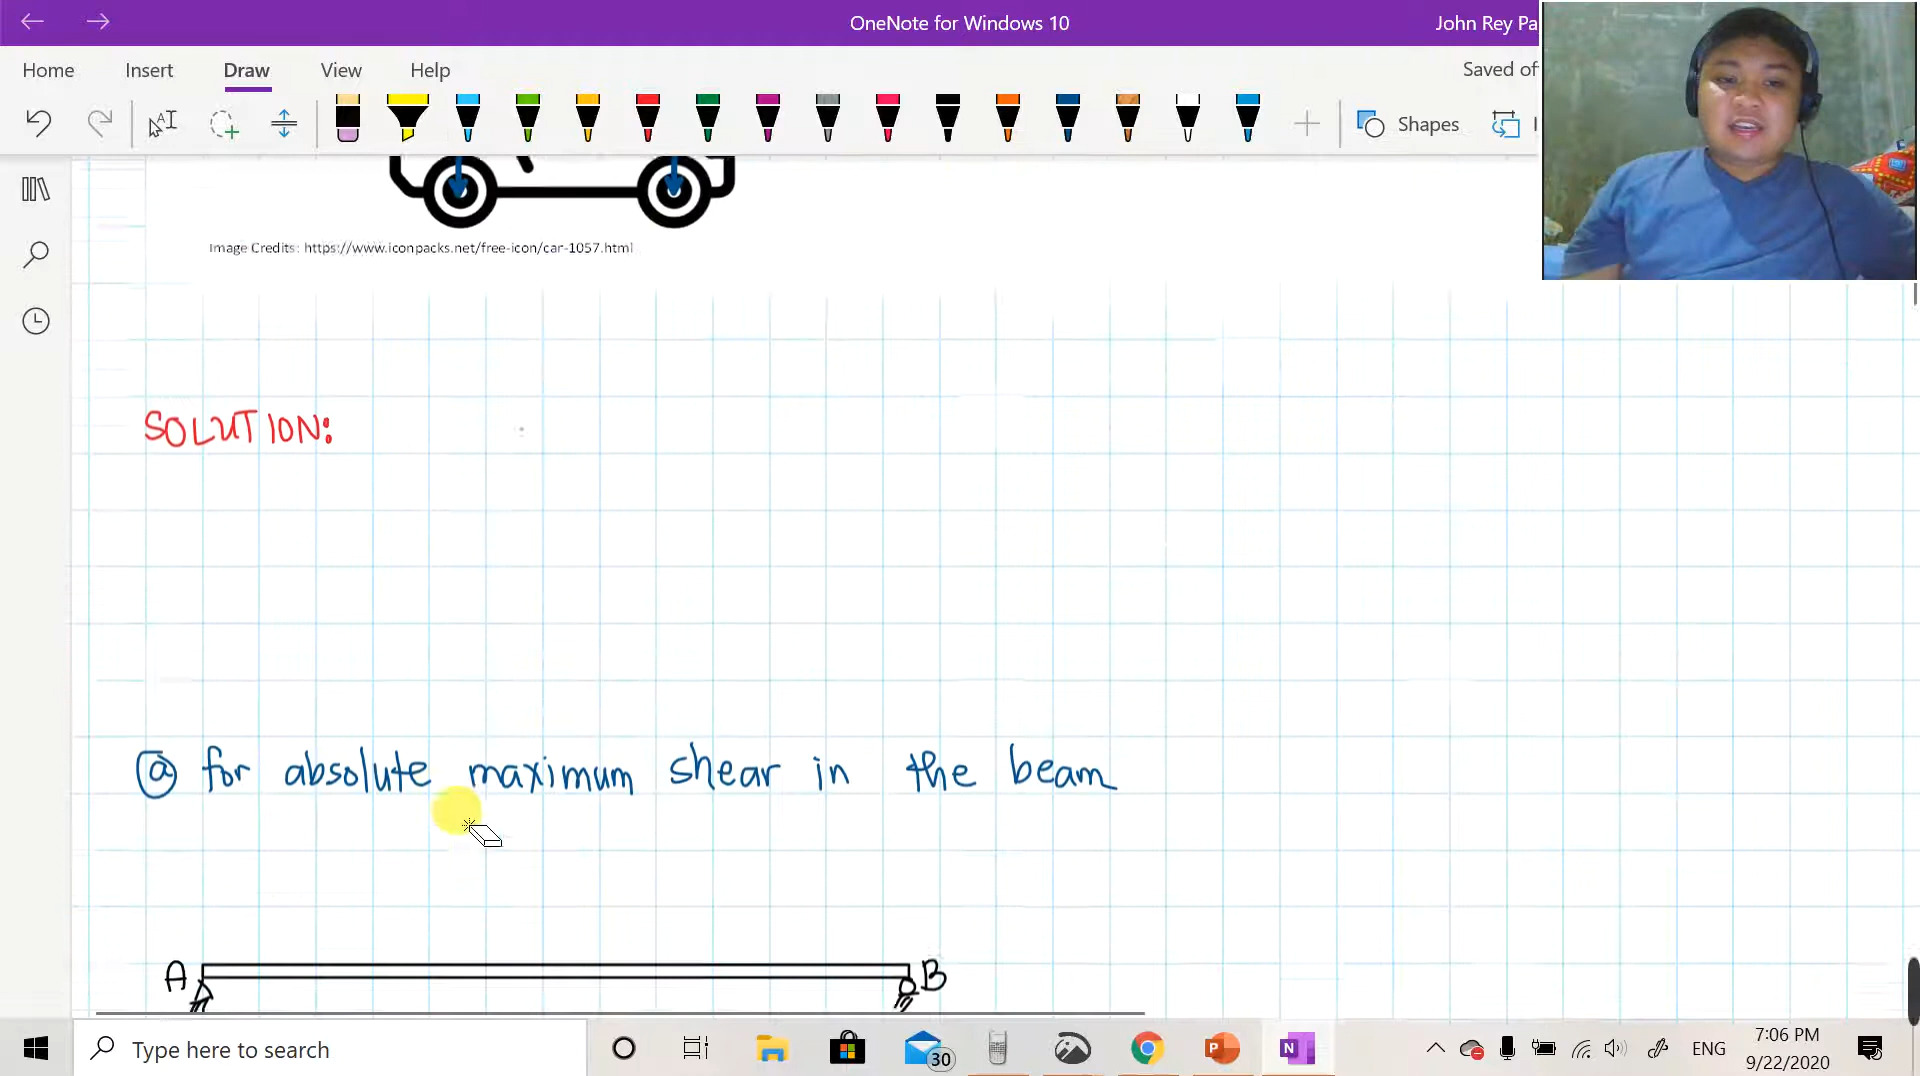 OneNote for Windows 10
John Rey Pa
Home Insert Draw View Help
Saved of
Shapes
Image Credits: https://www.iconpacks.net/free-icon/car-1057.html
SOLUTION:
ⓐ for absolute maximum shear in the beam
A
B
Type here to search
30
ENG
7:06 PM
9/22/2020